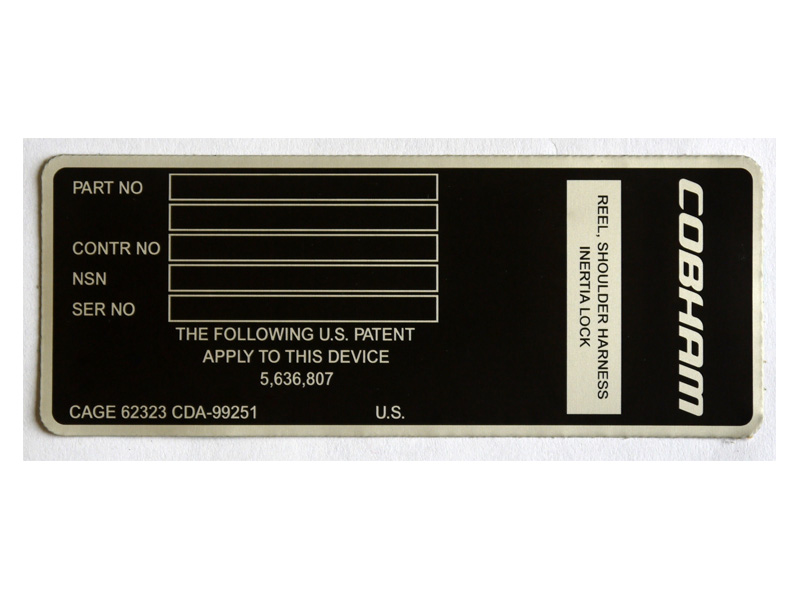 PART NO
CONTR NO
NSN
SER NO
THE FOLLOWING U.S. PATENT
APPLY TO THIS DEVICE
5,636,807
CAGE 62323 CDA-99251 U.S.
REEL, SHOULDER HARNESS
INERTIA LOCK
COBHAM